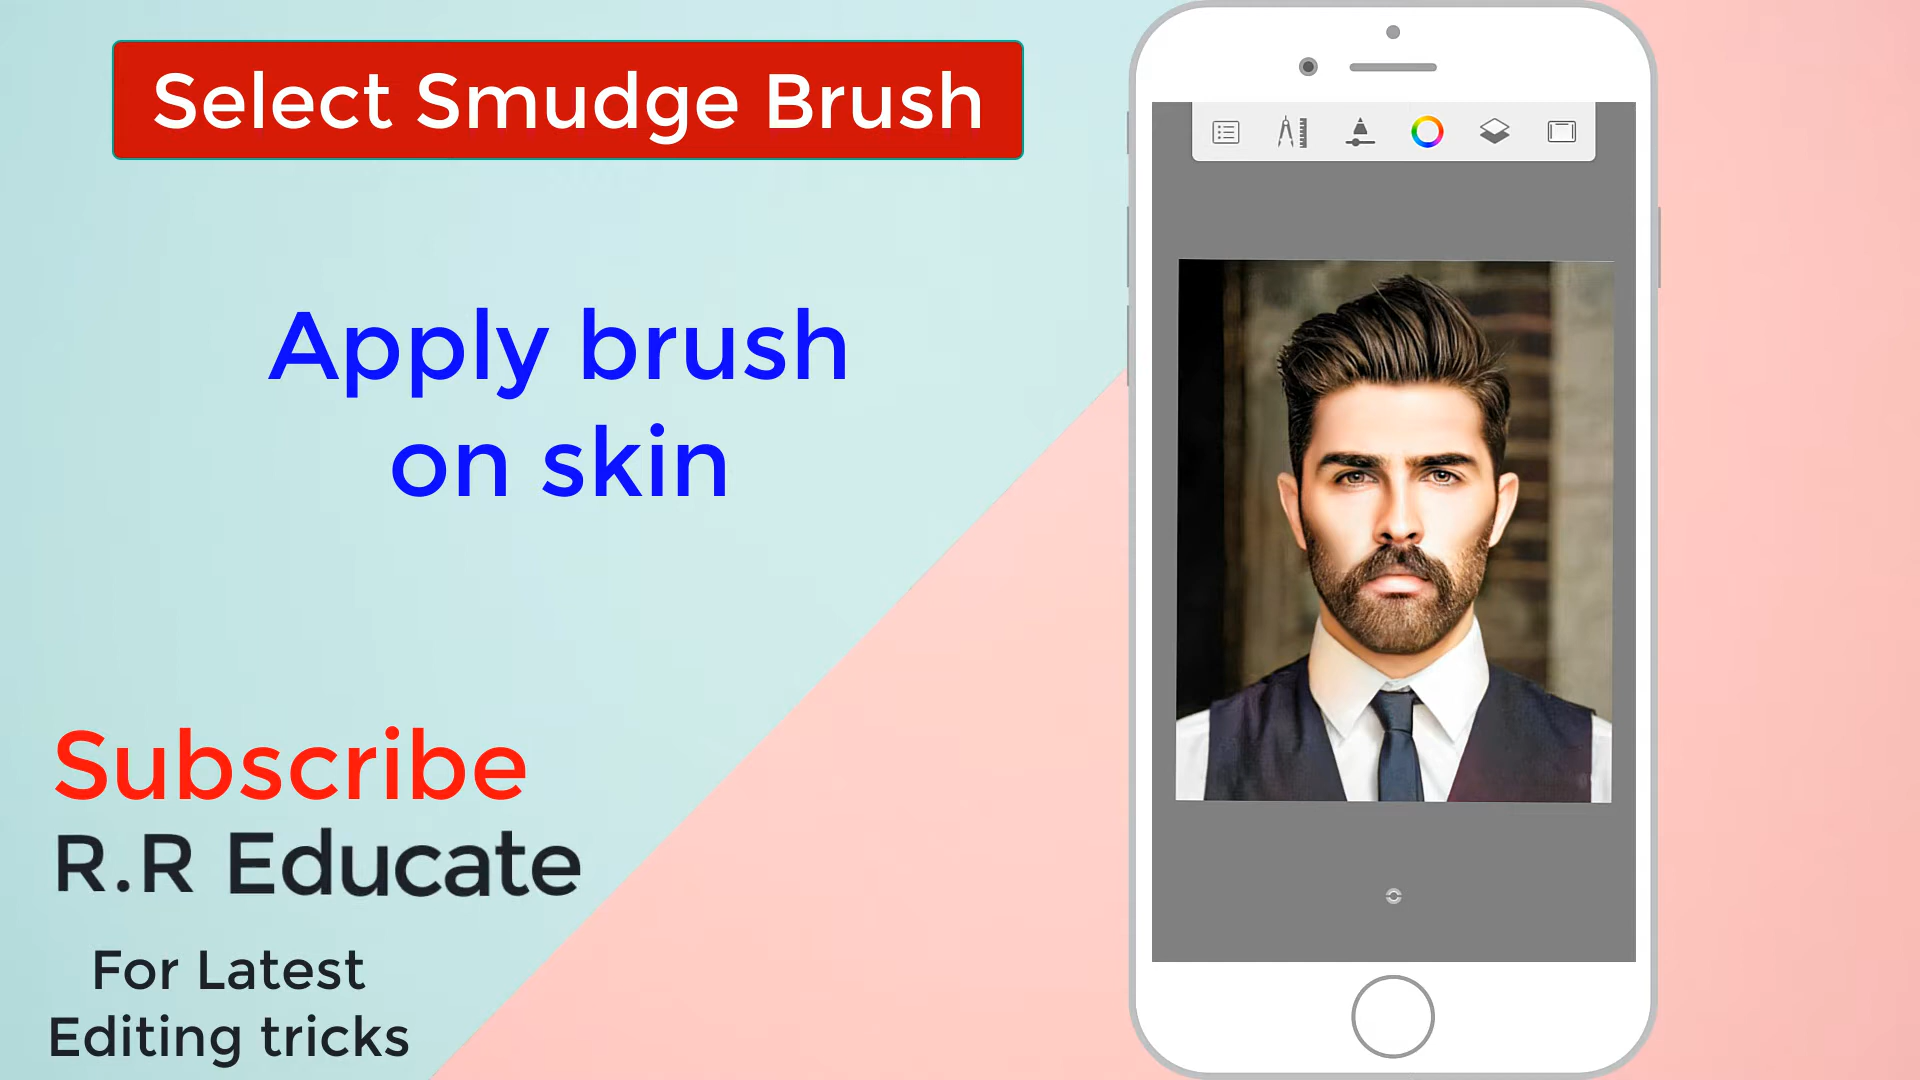 Select Smudge Brush
Apply brush
on skin
Subscribe
R.R Educate
For Latest
Editing tricks